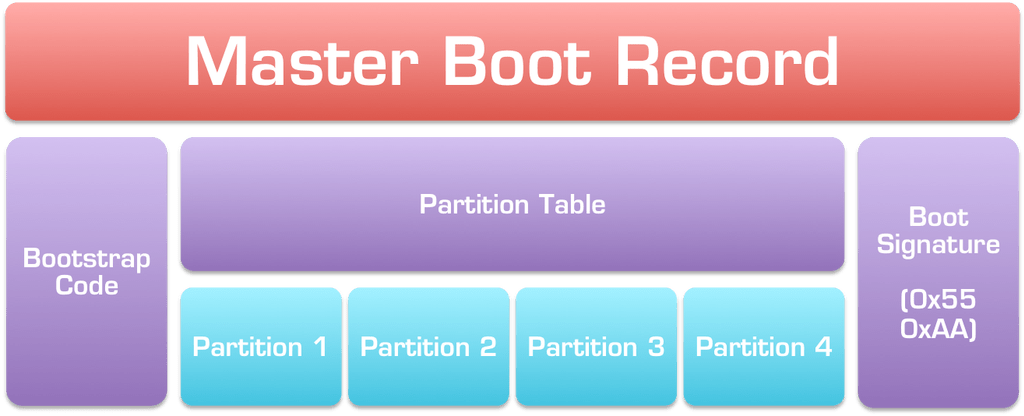 Master Boot Record
Bootstrap
Code
Partition Table
Partition 1
Partition 2
Partition 3
Partition 4
Boot
Signature
(0x55
0xAA)